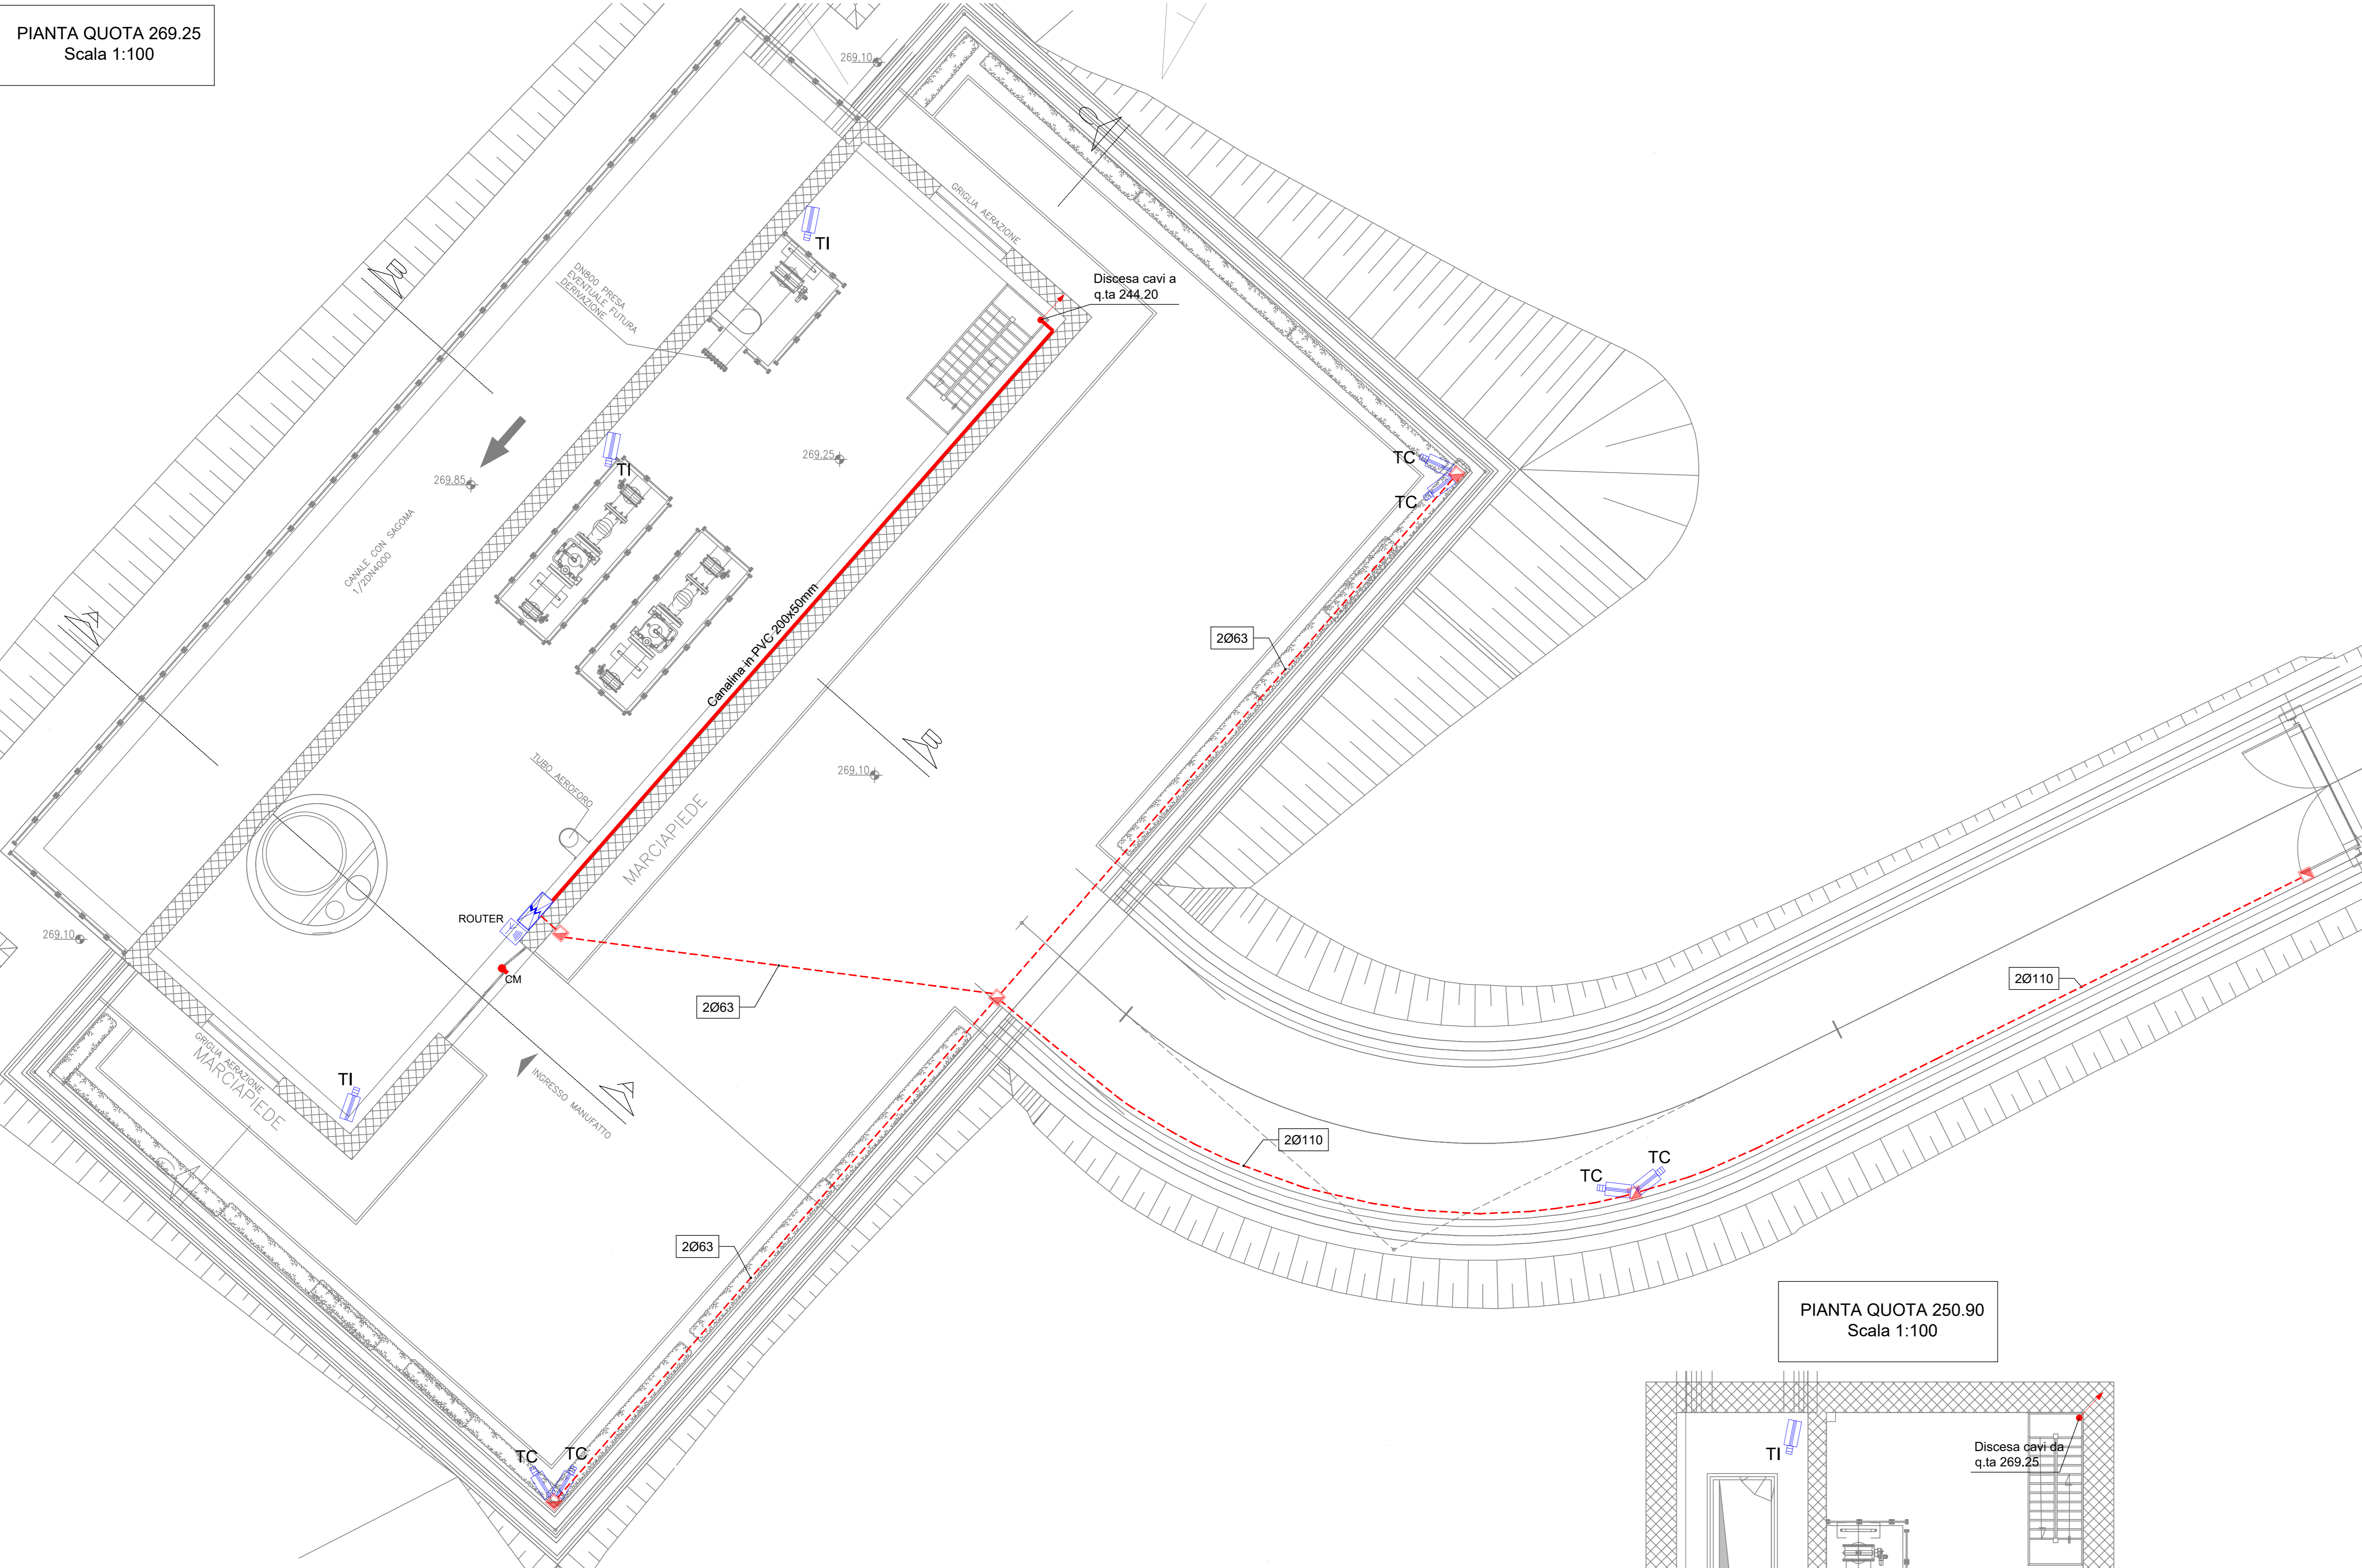 PIANTA QUOTA 269.25
Scala 1:100
269.10
C
GRIGLIA AERAZIONE
TI
DN800 PRESA
EVENTUALE FUTURA
DERIVAZIONE
B
Discesa cavi a
q.ta 244.20
269.25
TI
269.85
CANALE CON SAGOMA
1/2DN4000
A
TC
TC
Canalina in PVC 200x50mm
2Ø63
B
269.10
TUBO AEROFORO
MARCIAPIEDE
ROUTER
CM
269.10
2Ø63
2Ø110
GRIGLIA AERAZIONE
MARCIAPIEDE
TI
INGRESSO MANUFATTO
A
C
2Ø110
TC
TC
2Ø63
TC
TC
PIANTA QUOTA 250.90
Scala 1:100
TI
Discesa cavi da
q.ta 269.25